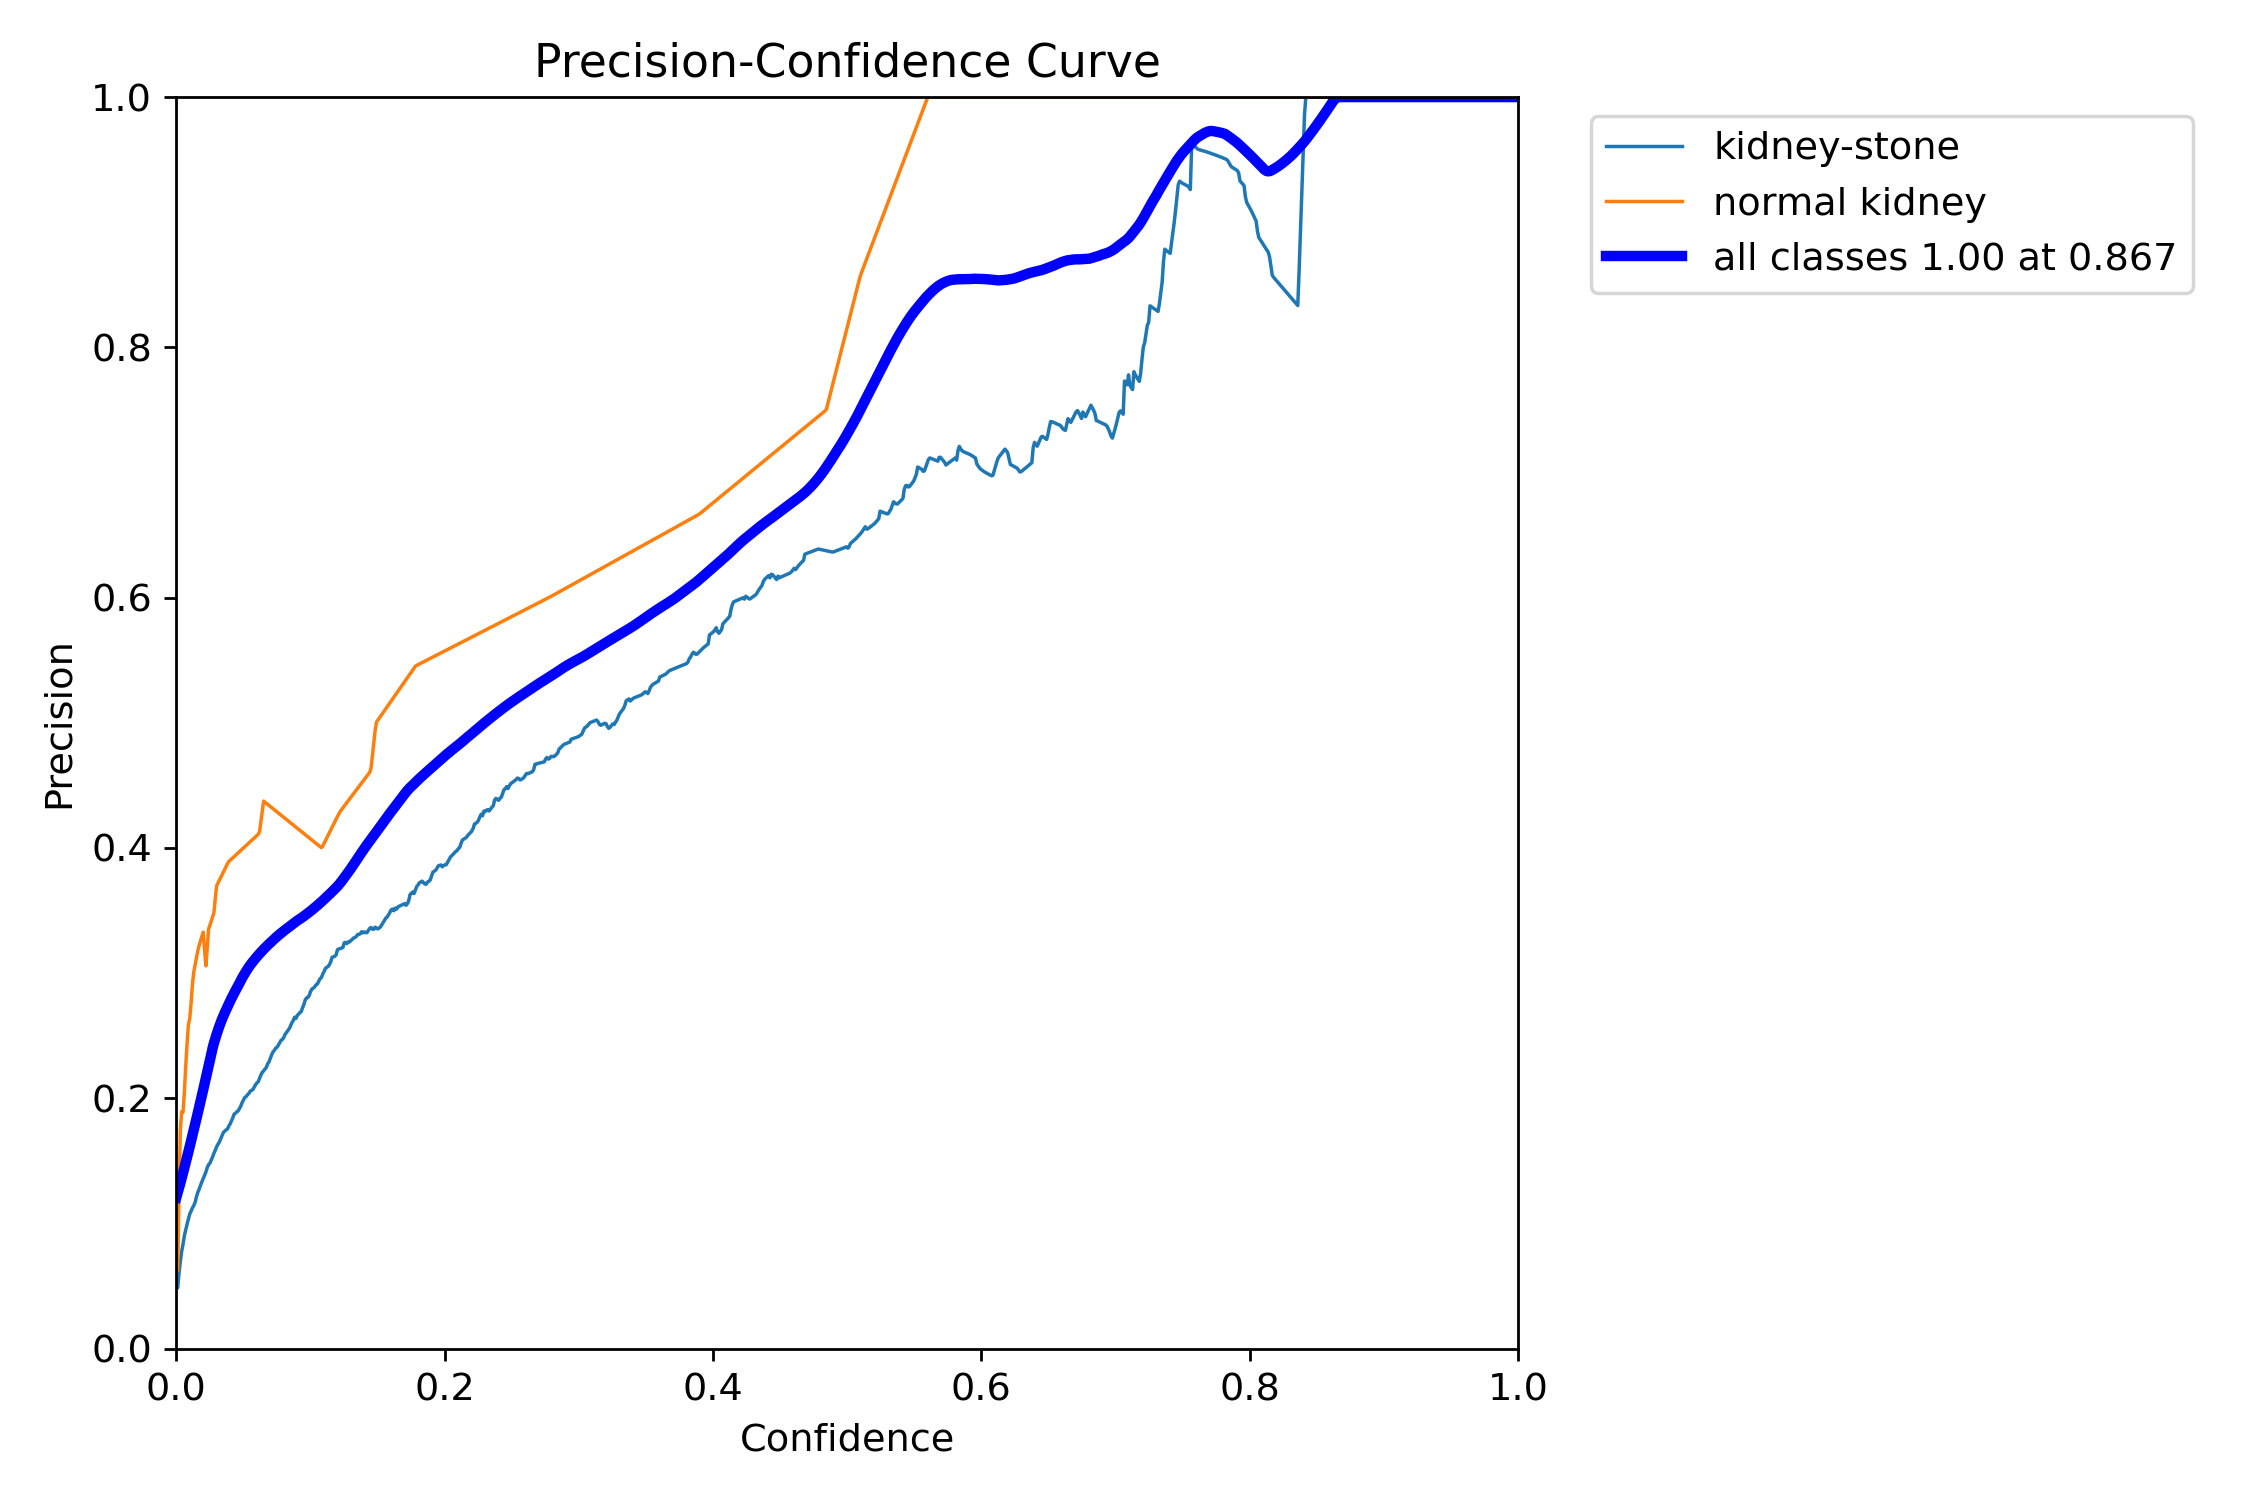 Precision-Confidence Curve
1.0
0.8
0.6
0.4
0.2
0.0
Precision
0.0 0.2 0.4 0.6 0.8 1.0
Confidence
kidney-stone
normal kidney
all classes 1.00 at 0.867